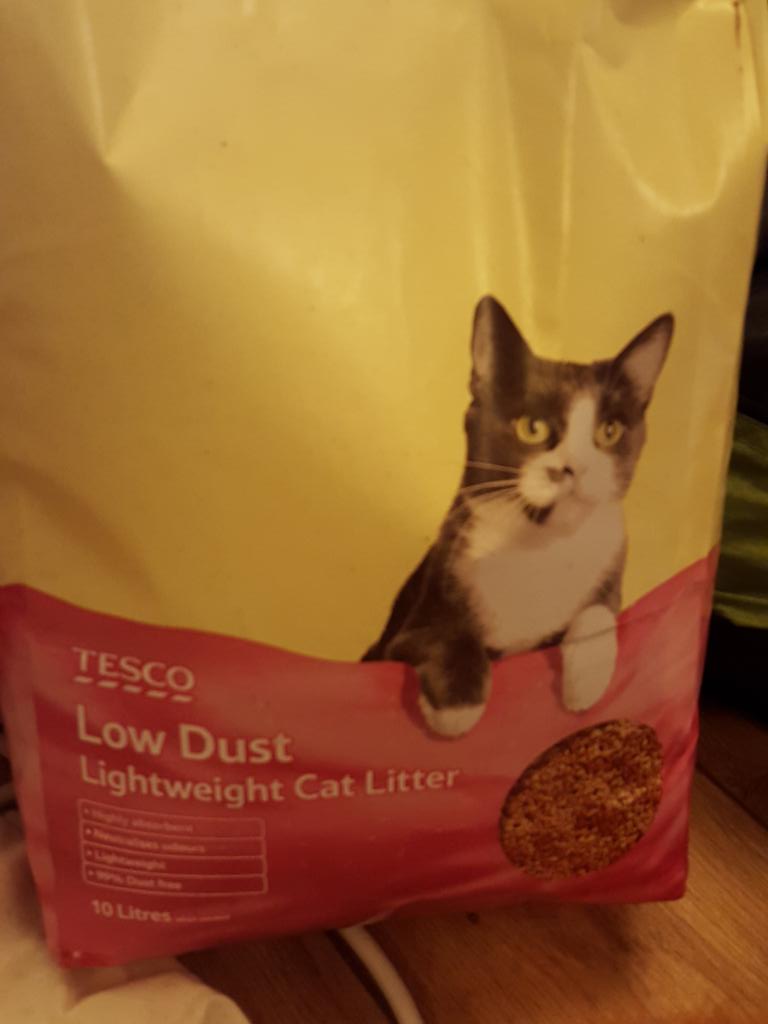 TESCO
Low Dust
Lightweight Cat Litter
• Highly absorbent
• Neutralises odours
• Lightweight
• 99% Dust free
10 Litres